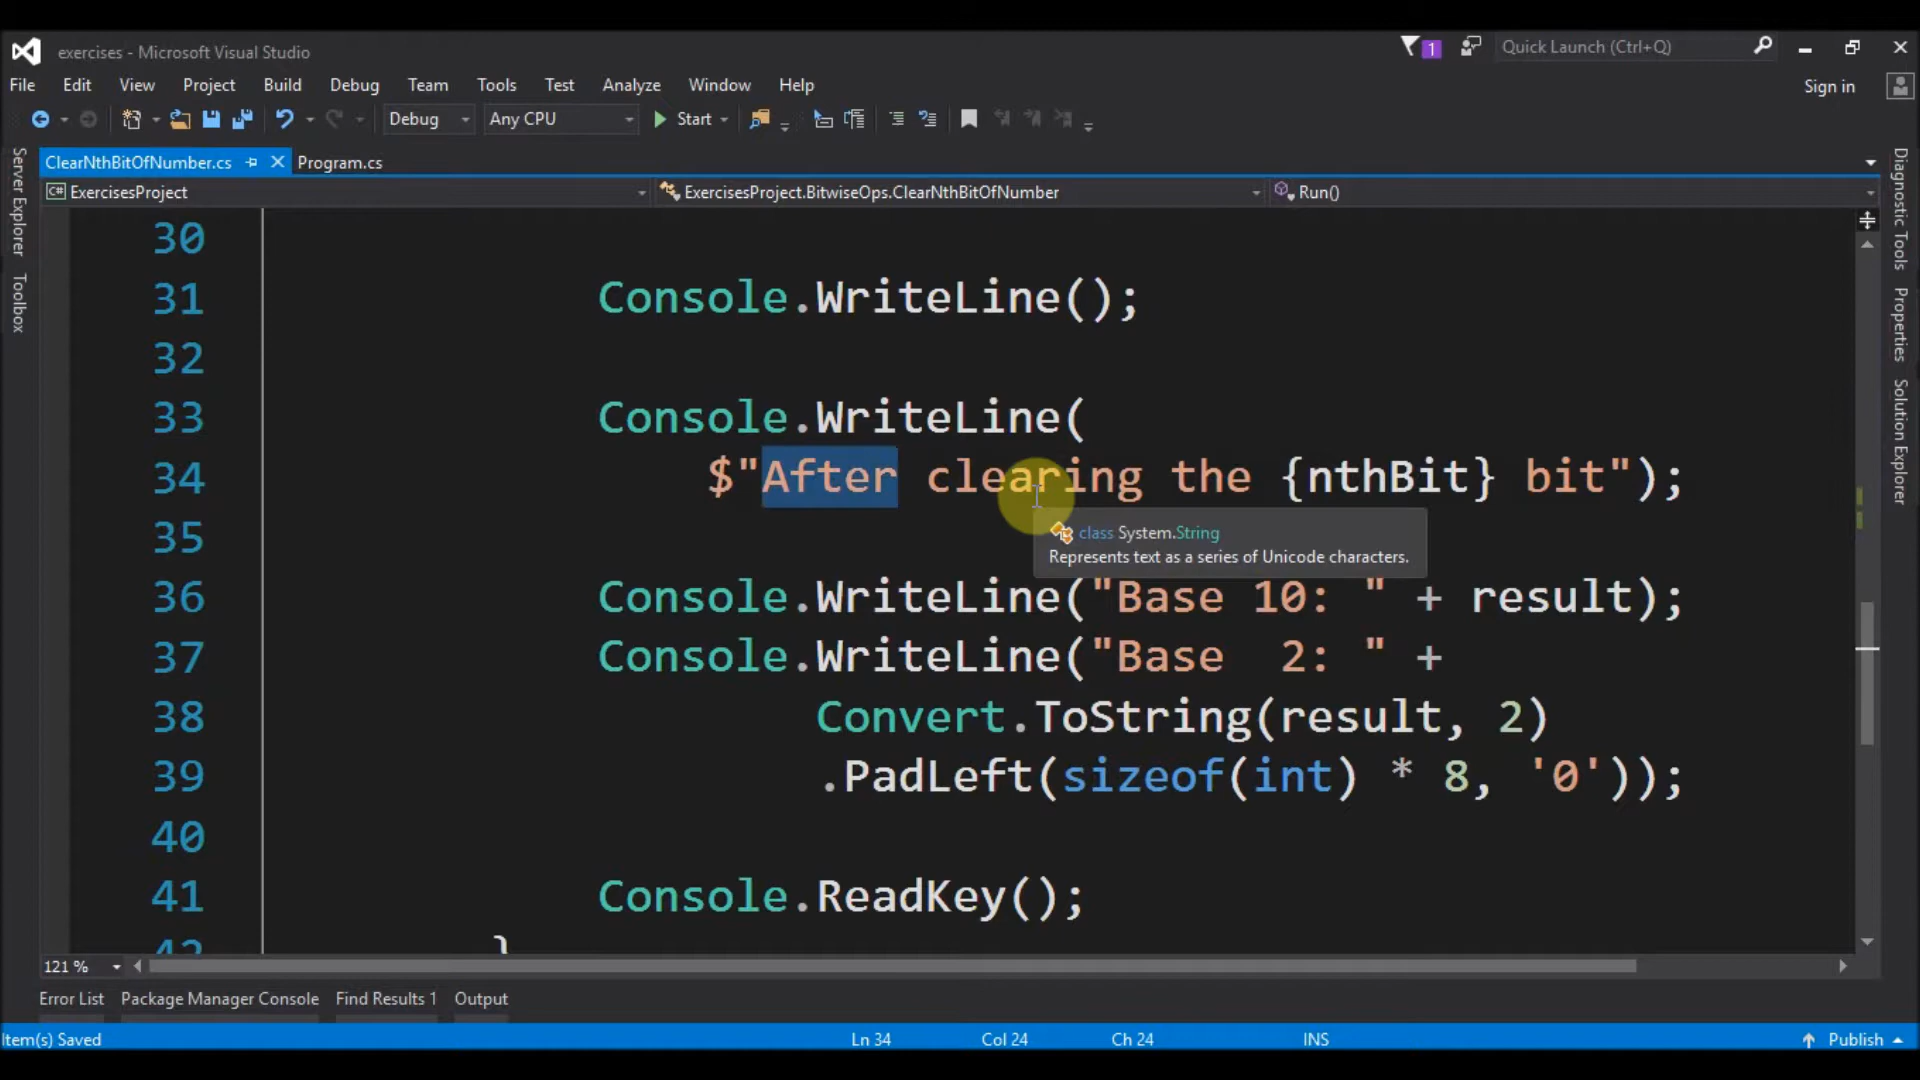 exercises - Microsoft Visual Studio
1
Quick Launch (Ctrl+Q)
File Edit View Project Build Debug Team Tools Test Analyze Window Help
Sign in
Debug Any CPU Start
Server Explorer
Toolbox
ClearNthBitOfNumber.cs Program.cs
C# ExercisesProject ExercisesProject.BitwiseOps.ClearNthBitOfNumber Run()
30
31 Console.WriteLine();
32
33 Console.WriteLine(
34 $"After clearing the {nthBit} bit");
class System.String
Represents text as a series of Unicode characters.
35
36 Console.WriteLine("Base 10: " + result);
37 Console.WriteLine("Base  2: " +
38 Convert.ToString(result, 2)
39 .PadLeft(sizeof(int) * 8, '0'));
40
41 Console.ReadKey();
42 }
Diagnostic Tools
Properties
Solution Explorer
121 %
Error List Package Manager Console Find Results 1 Output
Item(s) Saved Ln 34 Col 24 Ch 24 INS Publish